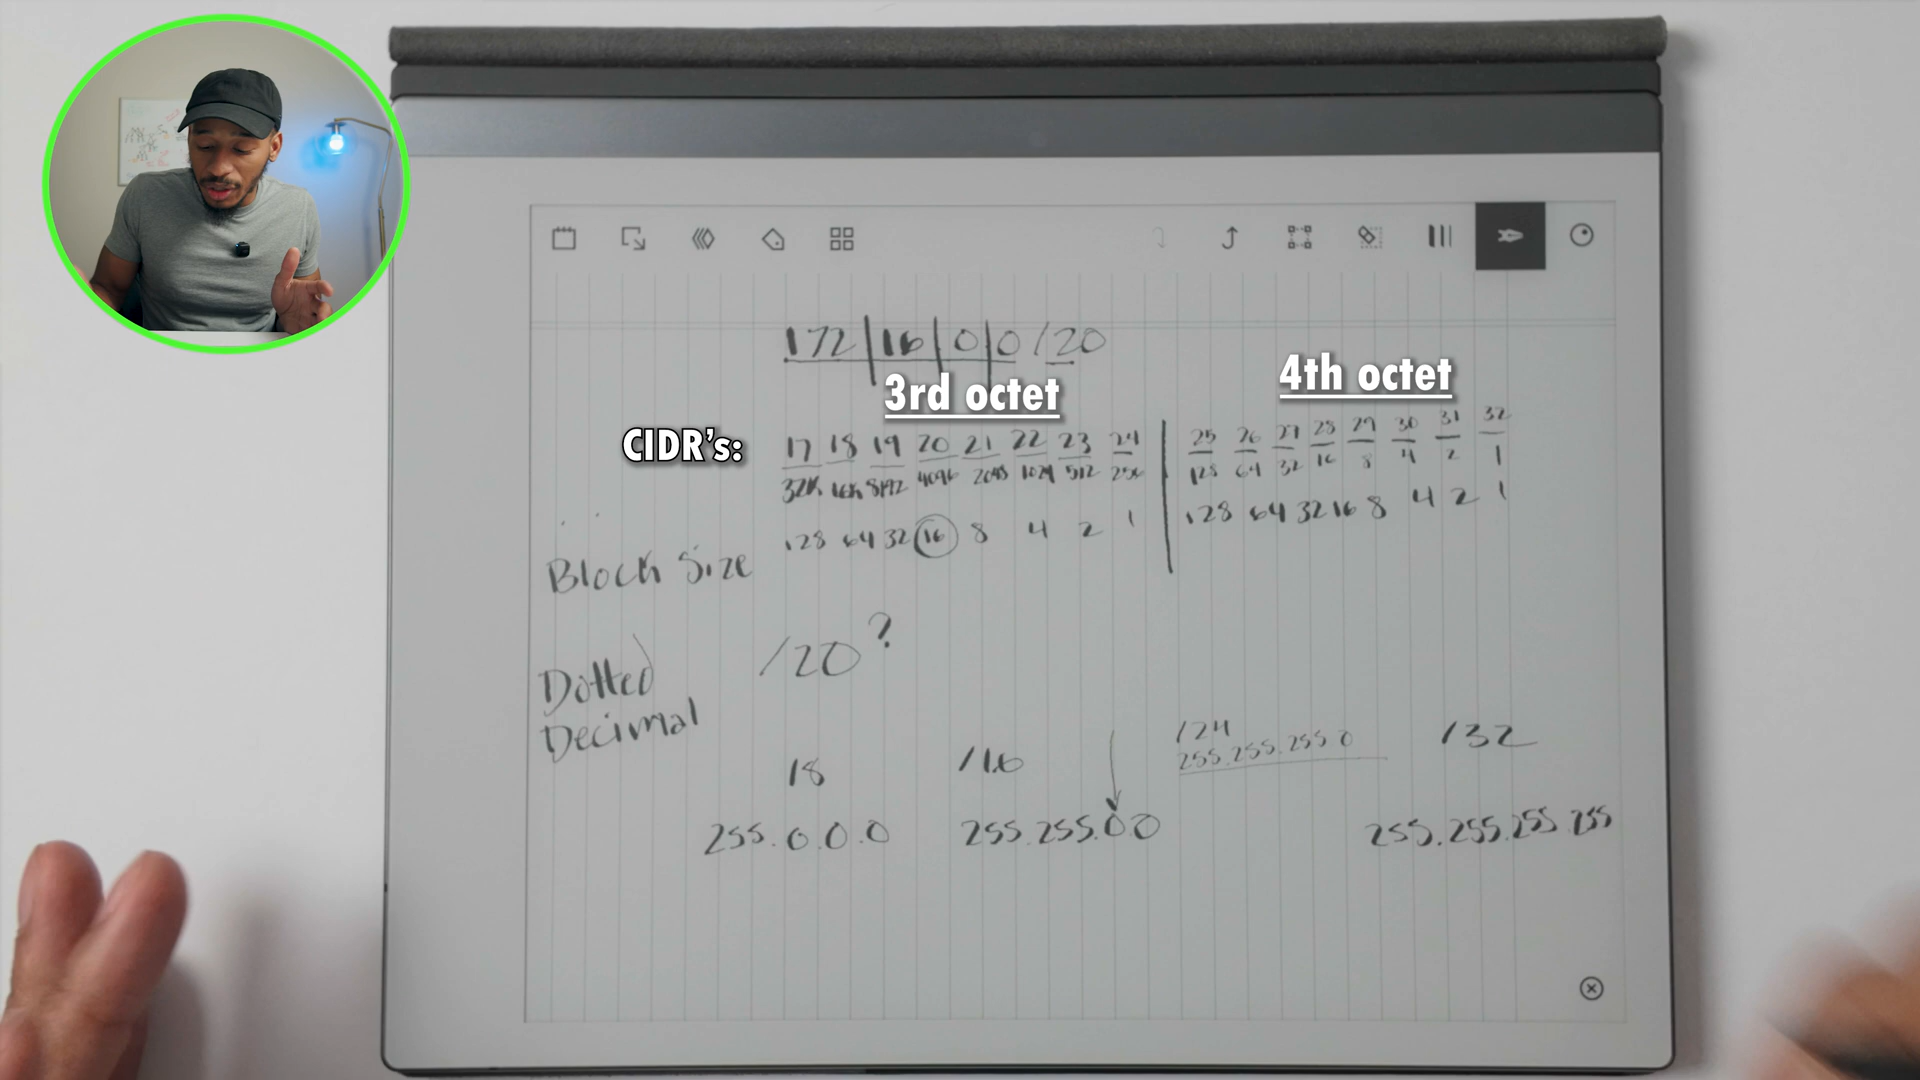 172|16|0|0/20
3rd octet
4th octet
CIDR's:
17 18 19 20 21 22 23 24
25 26 27 28 29 30 31 32
32K 16K 8192 4096 2048 1024 512 256
128 64 32 16 8 4 2 1
128 64 32 16 8 4 2 1
128 64 32 16 8 4 2 1
Block Size
/20?
Dotted
Decimal
/8
/16
/24
255.255.255.0
/32
255.0.0.0
255.255.0.0
255.255.255.255